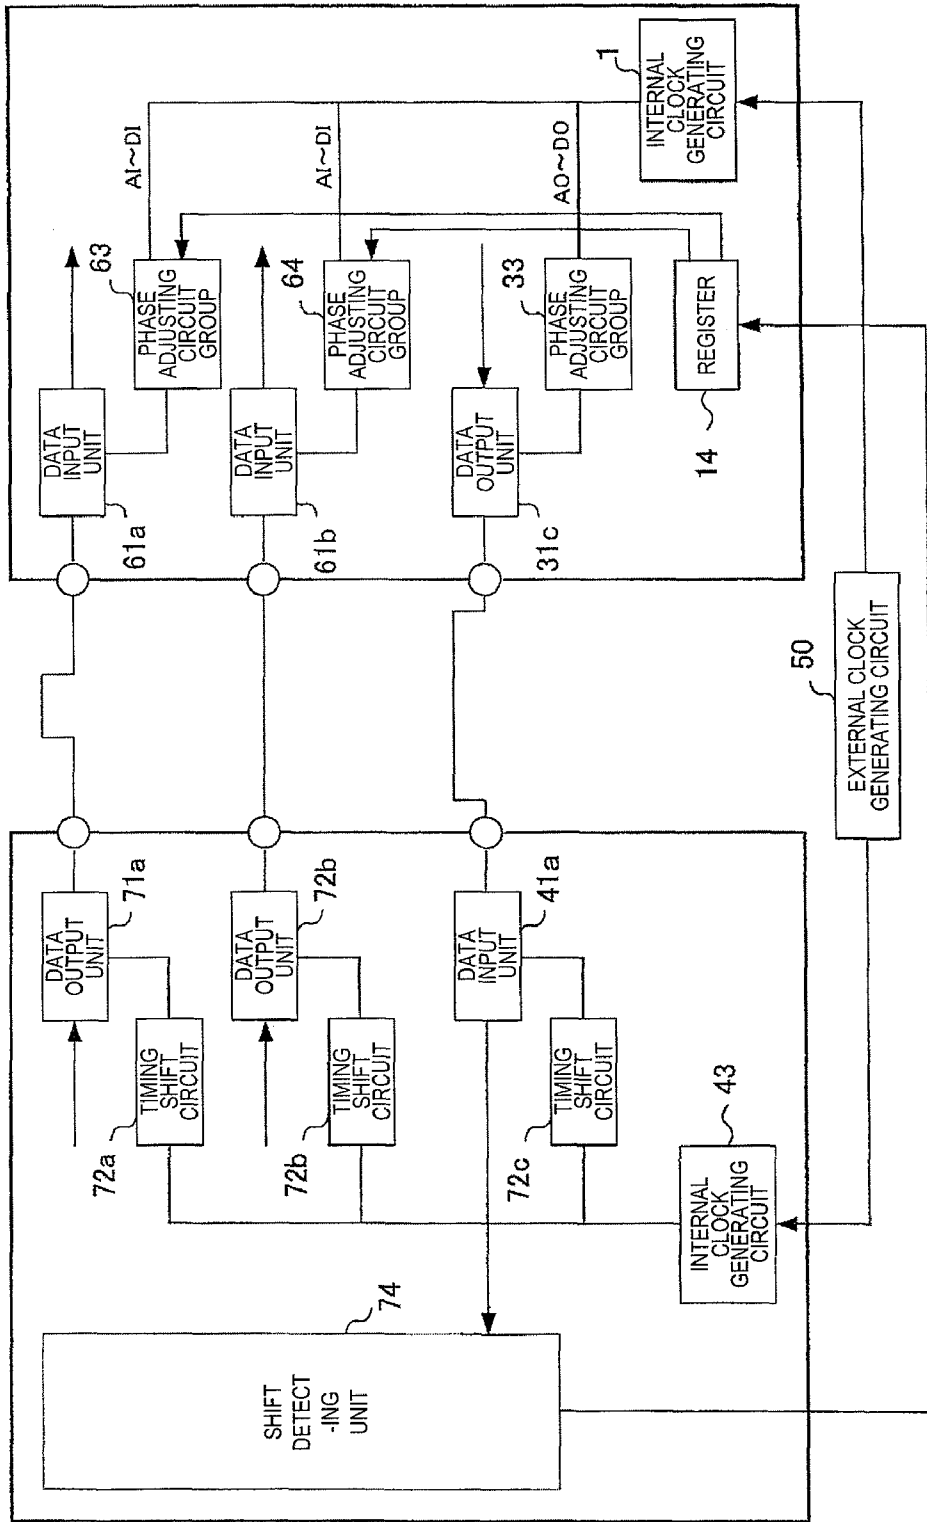 71a
DATA
OUTPUT
UNIT
72a
TIMING
SHIFT
CIRCUIT
72b
DATA
OUTPUT
UNIT
72b
TIMING
SHIFT
CIRCUIT
41a
DATA
INPUT
UNIT
72c
TIMING
SHIFT
CIRCUIT
74
SHIFT
DETECT
-ING
UNIT
43
INTERNAL
CLOCK
GENERATING
CIRCUIT
50
EXTERNAL CLOCK
GENERATING CIRCUIT
61a
DATA
INPUT
UNIT
63
PHASE
ADJUSTING
CIRCUIT
GROUP
AI~DI
61b
DATA
INPUT
UNIT
64
PHASE
ADJUSTING
CIRCUIT
GROUP
AI~DI
31c
DATA
OUTPUT
UNIT
33
PHASE
ADJUSTING
CIRCUIT
GROUP
AO~DO
14
REGISTER
1
INTERNAL
CLOCK
GENERATING
CIRCUIT